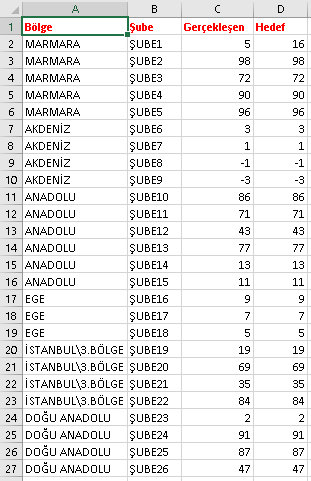 A B C D
1 Bölge Şube Gerçekleşen Hedef
2 MARMARA ŞUBE1 5 16
3 MARMARA ŞUBE2 98 98
4 MARMARA ŞUBE3 72 72
5 MARMARA ŞUBE4 90 90
6 MARMARA ŞUBE5 96 96
7 AKDENİZ ŞUBE6 3 3
8 AKDENİZ ŞUBE7 1 1
9 AKDENİZ ŞUBE8 -1 -1
10 AKDENİZ ŞUBE9 -3 -3
11 ANADOLU ŞUBE10 86 86
12 ANADOLU ŞUBE11 71 71
13 ANADOLU ŞUBE12 43 43
14 ANADOLU ŞUBE13 77 77
15 ANADOLU ŞUBE14 13 13
16 ANADOLU ŞUBE15 11 11
17 EGE ŞUBE16 9 9
18 EGE ŞUBE17 7 7
19 EGE ŞUBE18 5 5
20 İSTANBUL\3.BÖLGE ŞUBE19 19 19
21 İSTANBUL\3.BÖLGE ŞUBE20 69 69
22 İSTANBUL\3.BÖLGE ŞUBE21 35 35
23 İSTANBUL\3.BÖLGE ŞUBE22 84 84
24 DOĞU ANADOLU ŞUBE23 2 2
25 DOĞU ANADOLU ŞUBE24 91 91
26 DOĞU ANADOLU ŞUBE25 87 87
27 DOĞU ANADOLU ŞUBE26 47 47